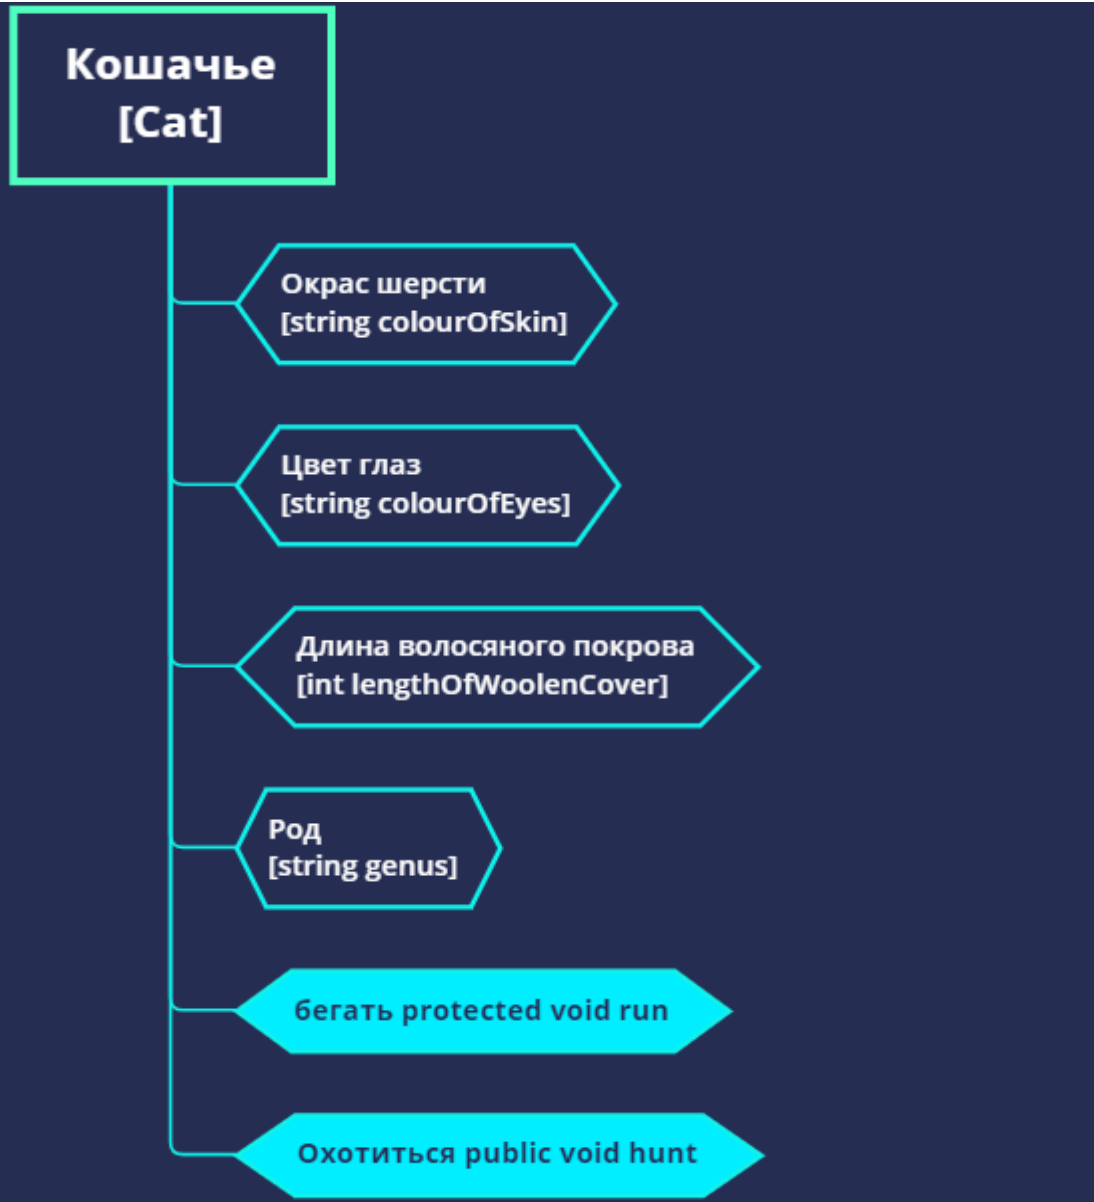 Кошачье
[Cat]
Окрас шерсти
[string colourOfSkin]
Цвет глаз
[string colourOfEyes]
Длина волосяного покрова
[int lengthOfWoolenCover]
Род
[string genus]
бегать protected void run
Охотиться public void hunt